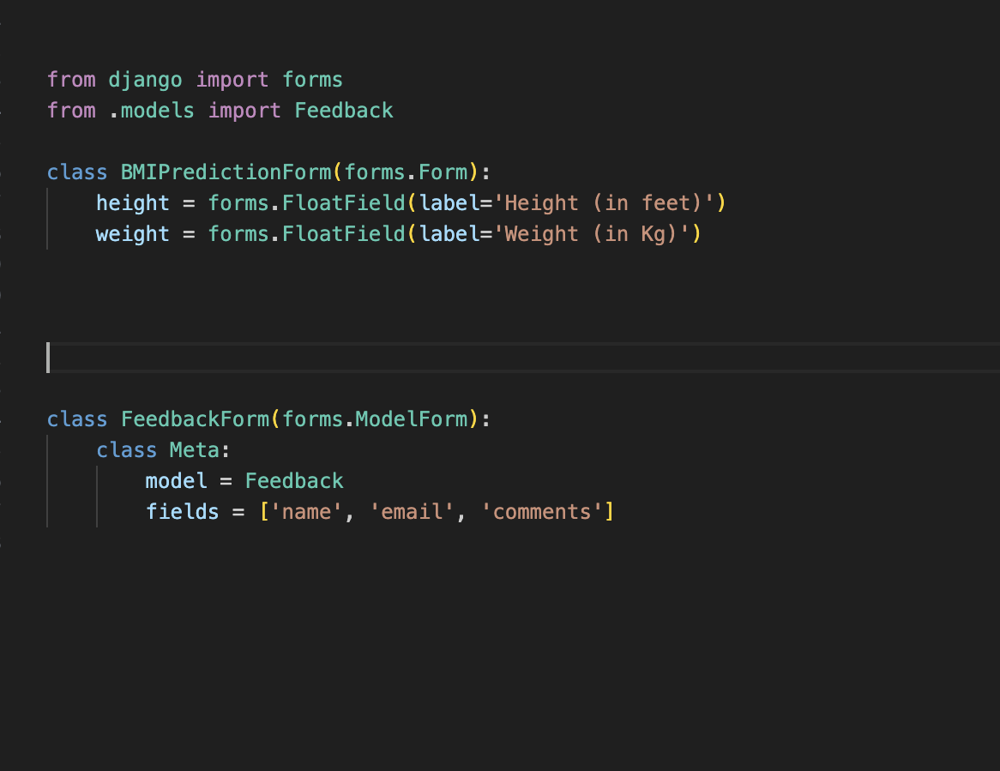 from django import forms
from .models import Feedback
class BMIPredictionForm(forms.Form):
    height = forms.FloatField(label='Height (in feet)')
    weight = forms.FloatField(label='Weight (in Kg)')
class FeedbackForm(forms.ModelForm):
    class Meta:
        model = Feedback
        fields = ['name', 'email', 'comments']